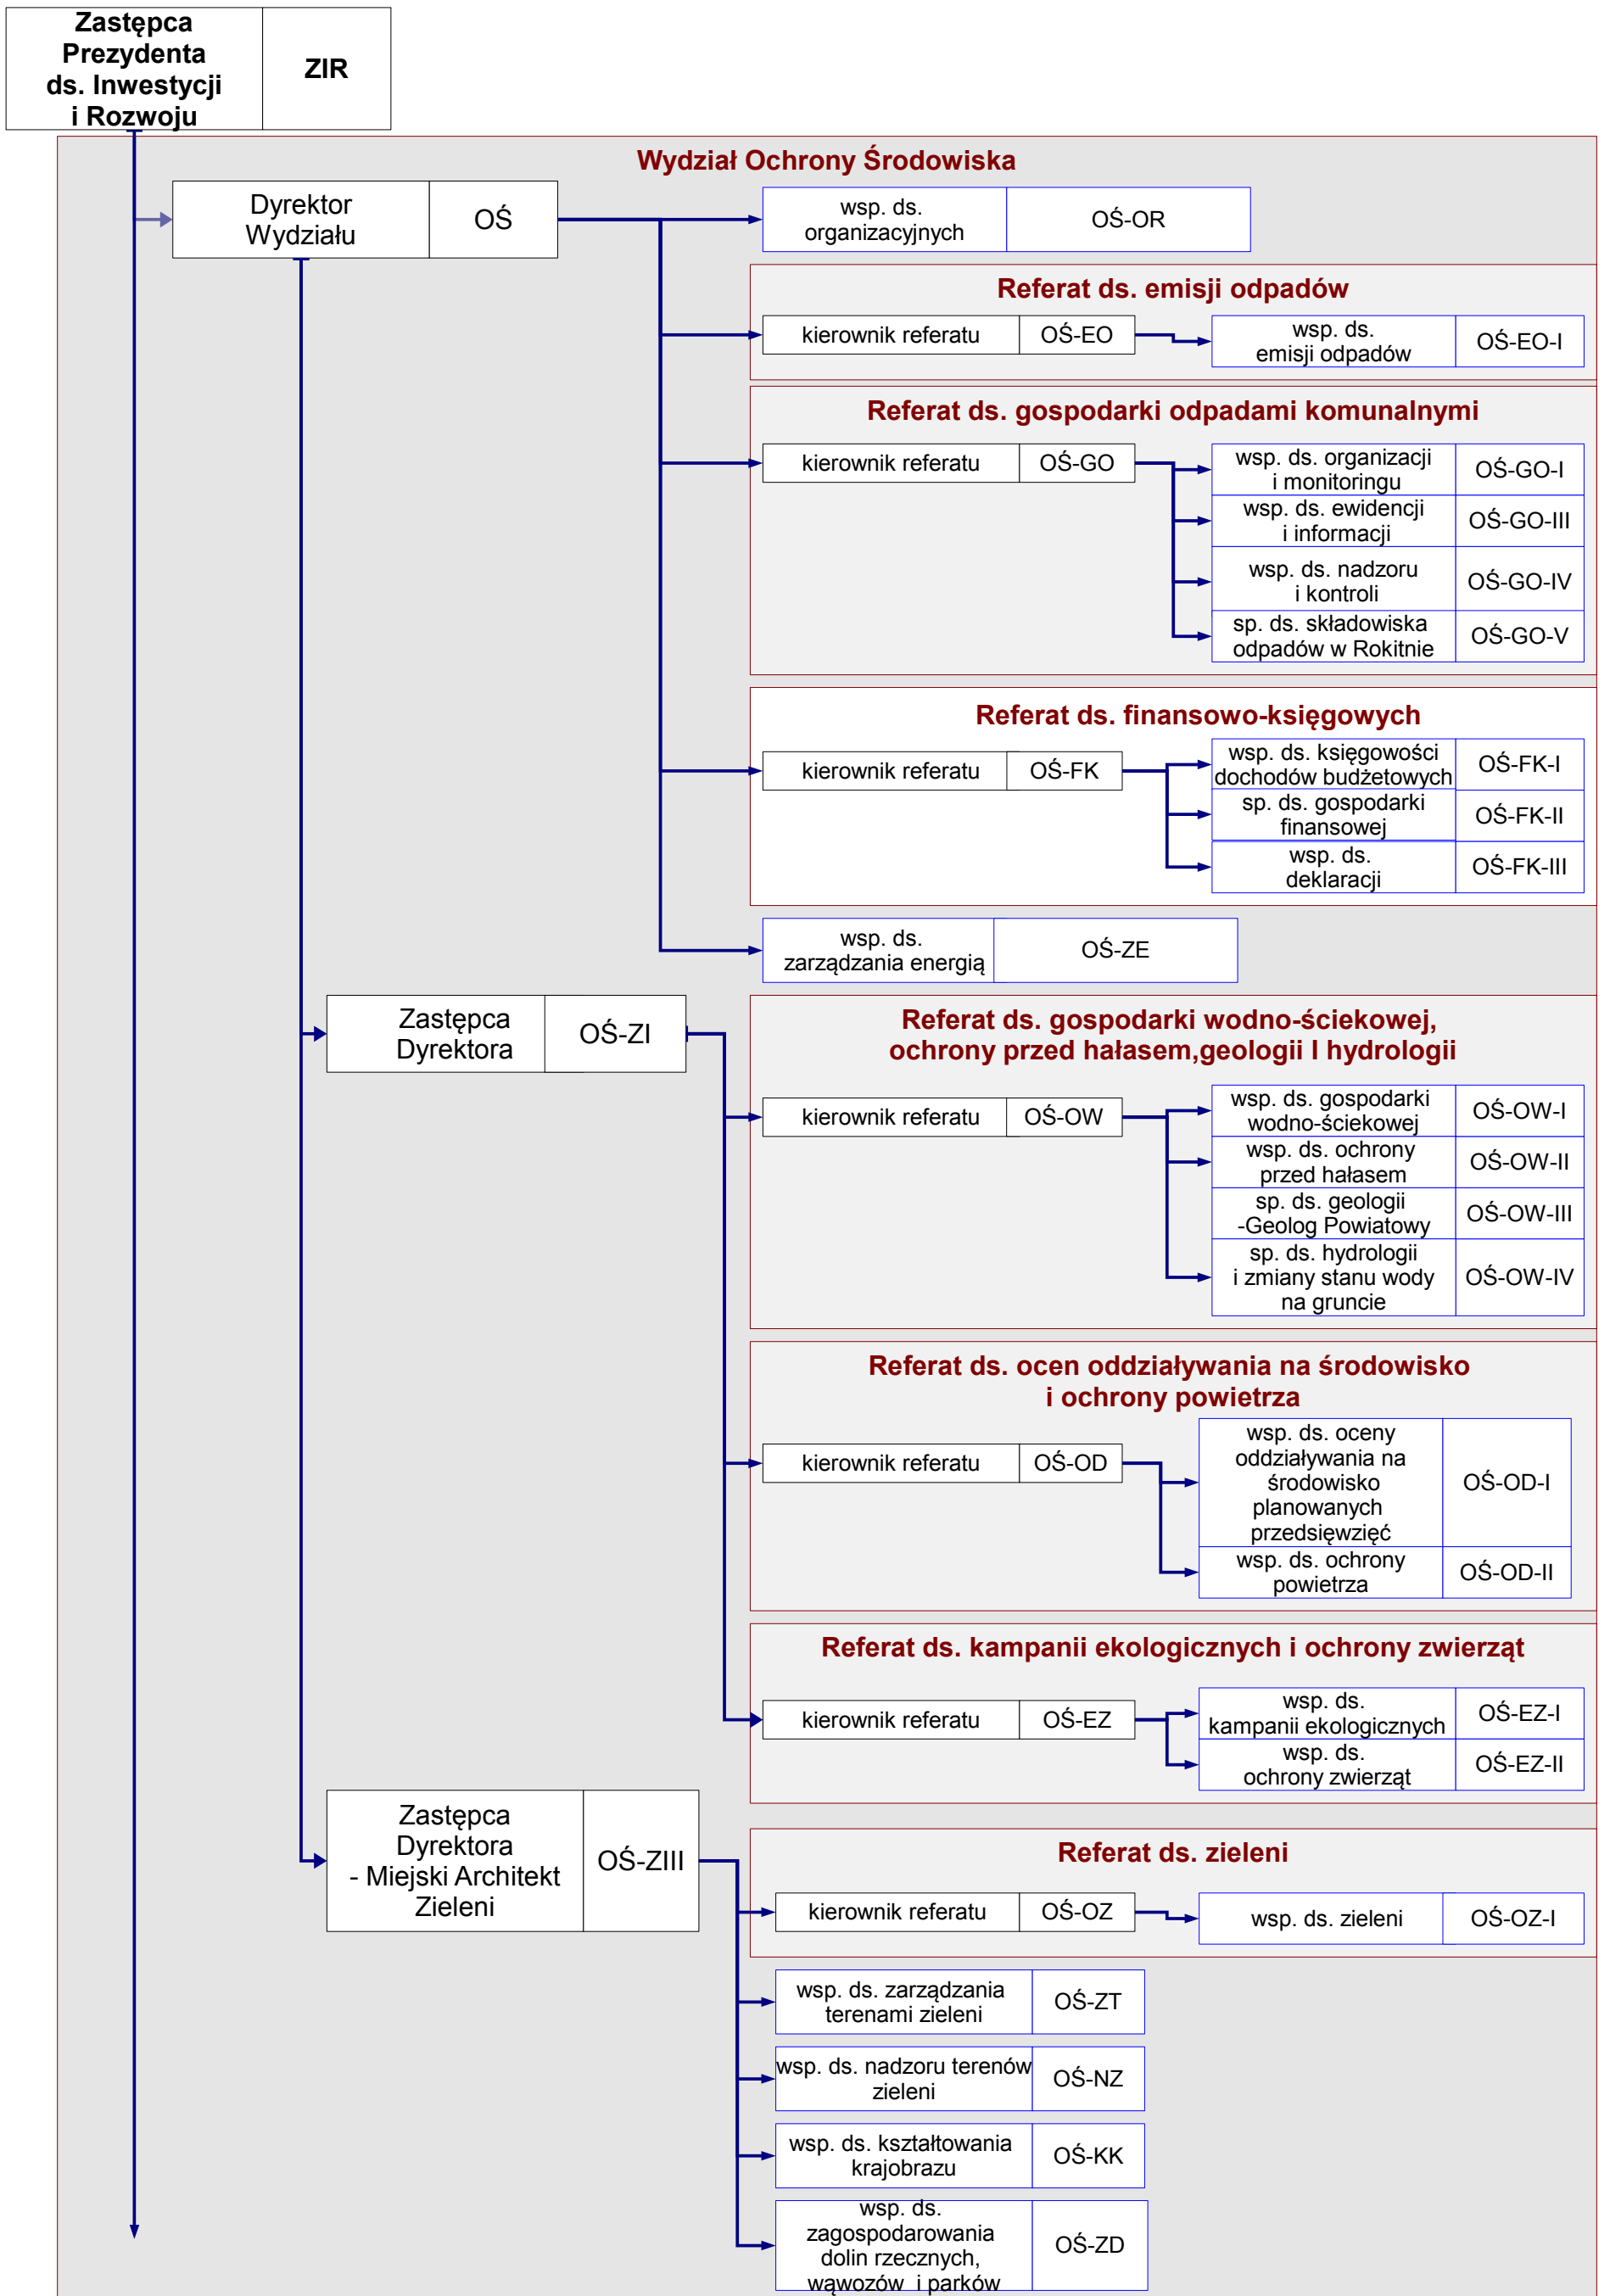 Zastępca
Prezydenta
ds. Inwestycji
i Rozwoju
ZIR
Wydział Ochrony Środowiska
Dyrektor
Wydziału
OŚ
wsp. ds.
organizacyjnych
OŚ-OR
Referat ds. emisji odpadów
kierownik referatu
OŚ-EO
wsp. ds.
emisji odpadów
OŚ-EO-I
Referat ds. gospodarki odpadami komunalnymi
kierownik referatu
OŚ-GO
wsp. ds. organizacji
i monitoringu
OŚ-GO-I
wsp. ds. ewidencji
i informacji
OŚ-GO-III
wsp. ds. nadzoru
i kontroli
OŚ-GO-IV
sp. ds. składowiska
odpadów w Rokitnie
OŚ-GO-V
Referat ds. finansowo-księgowych
kierownik referatu
OŚ-FK
wsp. ds. księgowości
dochodów budżetowych
OŚ-FK-I
sp. ds. gospodarki
finansowej
OŚ-FK-II
wsp. ds.
deklaracji
OŚ-FK-III
wsp. ds.
zarządzania energią
OŚ-ZE
Zastępca
Dyrektora
OŚ-ZI
Referat ds. gospodarki wodno-ściekowej,
ochrony przed hałasem,geologii I hydrologii
kierownik referatu
OŚ-OW
wsp. ds. gospodarki
wodno-ściekowej
OŚ-OW-I
wsp. ds. ochrony
przed hałasem
OŚ-OW-II
sp. ds. geologii
-Geolog Powiatowy
OŚ-OW-III
sp. ds. hydrologii
i zmiany stanu wody
na gruncie
OŚ-OW-IV
Referat ds. ocen oddziaływania na środowisko
i ochrony powietrza
kierownik referatu
OŚ-OD
wsp. ds. oceny
oddziaływania na
środowisko
planowanych
przedsięwzięć
OŚ-OD-I
wsp. ds. ochrony
powietrza
OŚ-OD-II
Referat ds. kampanii ekologicznych i ochrony zwierząt
kierownik referatu
OŚ-EZ
wsp. ds.
kampanii ekologicznych
OŚ-EZ-I
wsp. ds.
ochrony zwierząt
OŚ-EZ-II
Zastępca
Dyrektora
- Miejski Architekt
Zieleni
OŚ-ZIII
Referat ds. zieleni
kierownik referatu
OŚ-OZ
wsp. ds. zieleni
OŚ-OZ-I
wsp. ds. zarządzania
terenami zieleni
OŚ-ZT
wsp. ds. nadzoru terenów
zieleni
OŚ-NZ
wsp. ds. kształtowania
krajobrazu
OŚ-KK
wsp. ds.
zagospodarowania
dolin rzecznych,
wąwozów i parków
OŚ-ZD